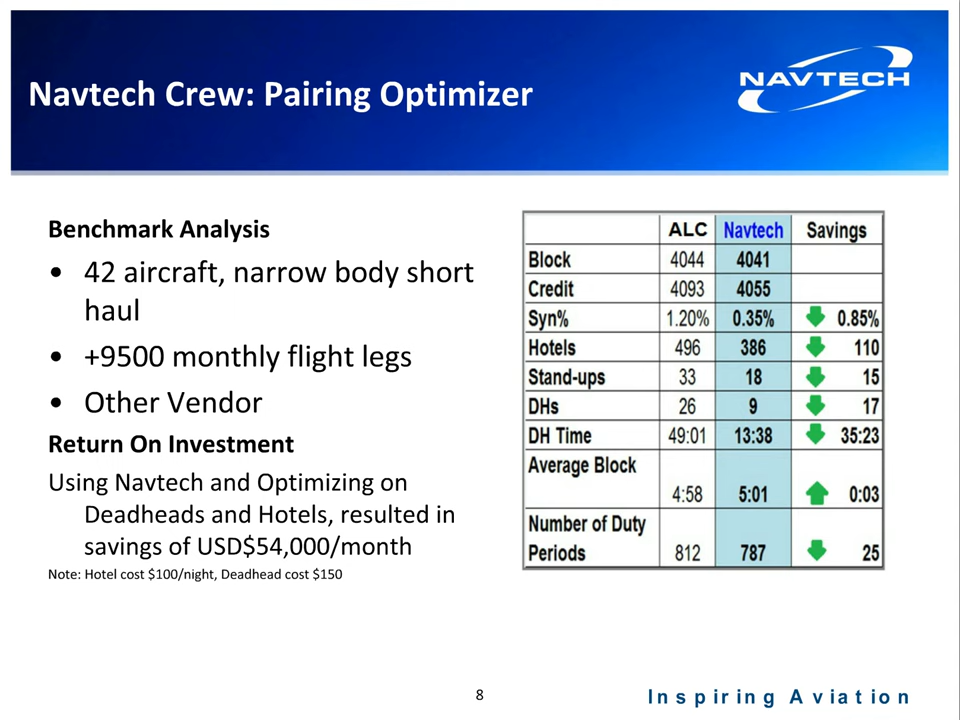 Navtech Crew: Pairing Optimizer
NAVTECH
Benchmark Analysis
• 42 aircraft, narrow body short
haul
• +9500 monthly flight legs
• Other Vendor
Return On Investment
Using Navtech and Optimizing on
Deadheads and Hotels, resulted in
savings of USD$54,000/month
Note: Hotel cost $100/night, Deadhead cost $150
ALC Navtech Savings
Block 4044 4041
Credit 4093 4055
Syn% 1.20% 0.35% 0.85%
Hotels 496 386 110
Stand-ups 33 18 15
DHs 26 9 17
DH Time 49:01 13:38 35:23
Average Block
4:58 5:01 0:03
Number of Duty
Periods 812 787 25
8
Inspiring Aviation